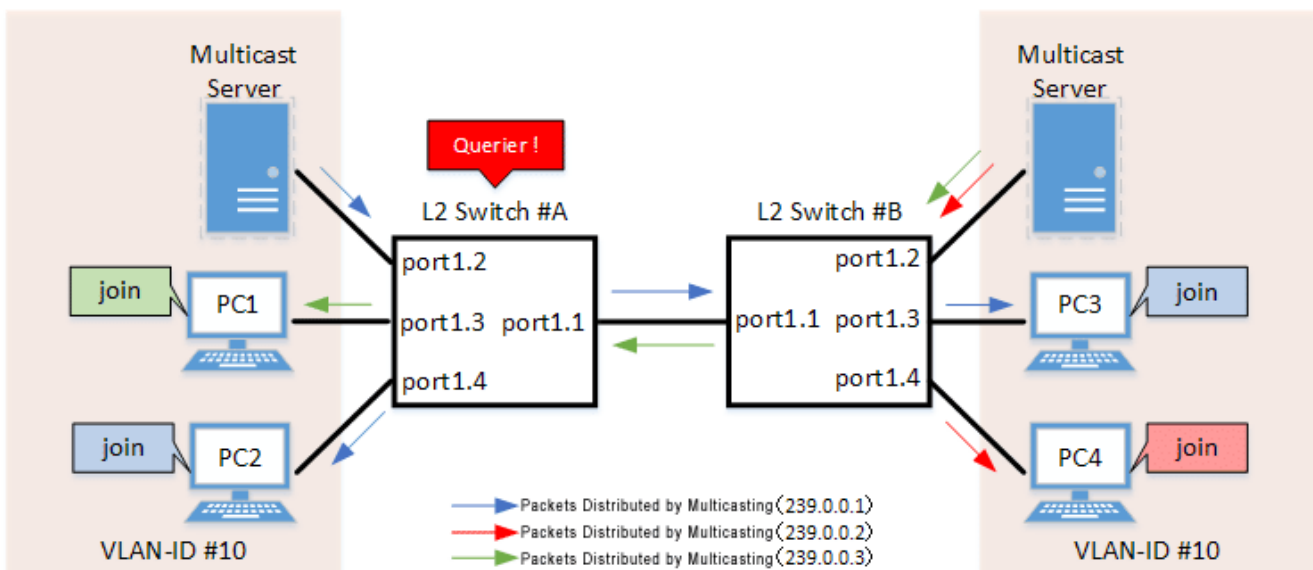 Multicast
Server
Multicast
Server
Querier !
L2 Switch #A
L2 Switch #B
port1.2
port1.2
join
PC1
port1.3
port1.1
port1.1
port1.3
PC3
join
port1.4
port1.4
join
PC2
PC4
join
Packets Distributed by Multicasting(239.0.0.1)
Packets Distributed by Multicasting(239.0.0.2)
Packets Distributed by Multicasting(239.0.0.3)
VLAN-ID #10
VLAN-ID #10